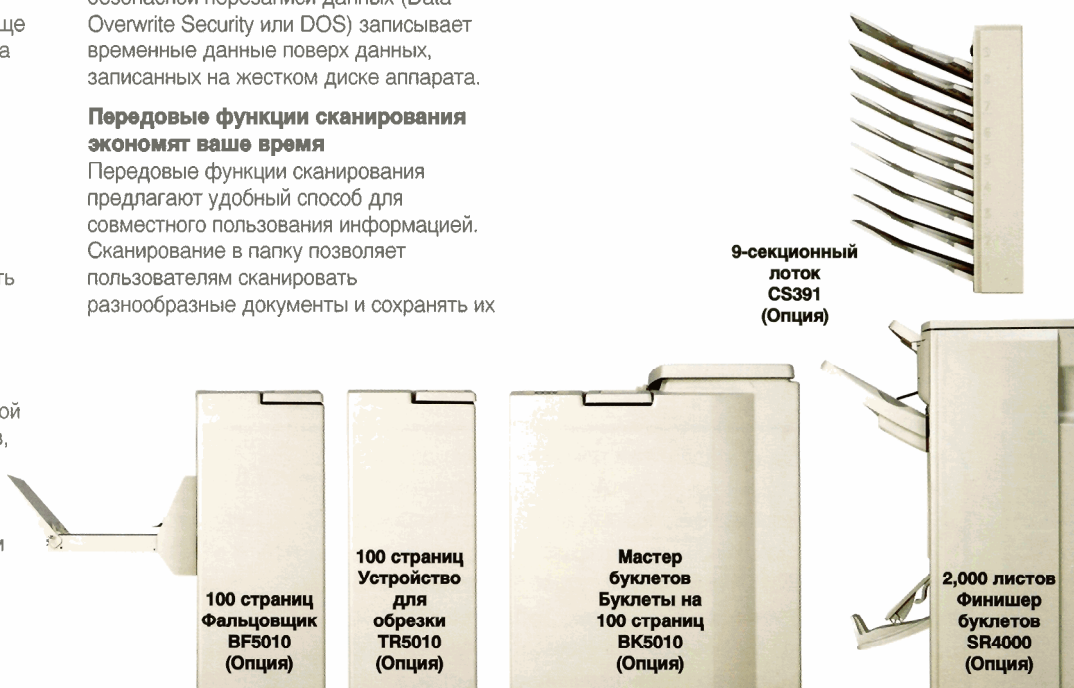 ще
а
ть
ой
в,
безопасной перезаписи данных (Data
Overwrite Security или DOS) записывает
временные данные поверх данных,
записанных на жестком диске аппарата.
Передовые функции сканирования
экономят ваше время
Передовые функции сканирования
предлагают удобный способ для
совместного пользования информацией.
Сканирование в папку позволяет
пользователям сканировать
разнообразные документы и сохранять их
9-секционный
лоток
CS391
(Опция)
100 страниц
Фальцовщик
BF5010
(Опция)
100 страниц
Устройство
для
обрезки
TR5010
(Опция)
Мастер
буклетов
Буклеты на
100 страниц
BK5010
(Опция)
2,000 листов
Финишер
буклетов
SR4000
(Опция)